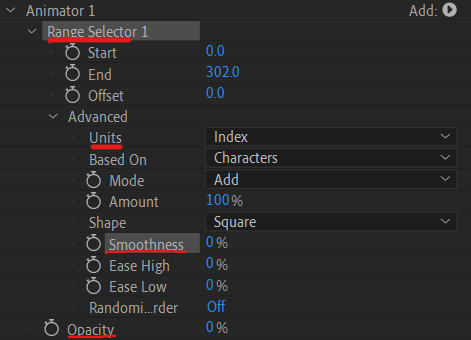 Animator 1 Add:
Range Selector 1
Start 0.0
End 302.0
Offset 0.0
Advanced
Units Index
Based On Characters
Mode Add
Amount 100%
Shape Square
Smoothness 0%
Ease High 0%
Ease Low 0%
Randomi...rder Off
Opacity 0%